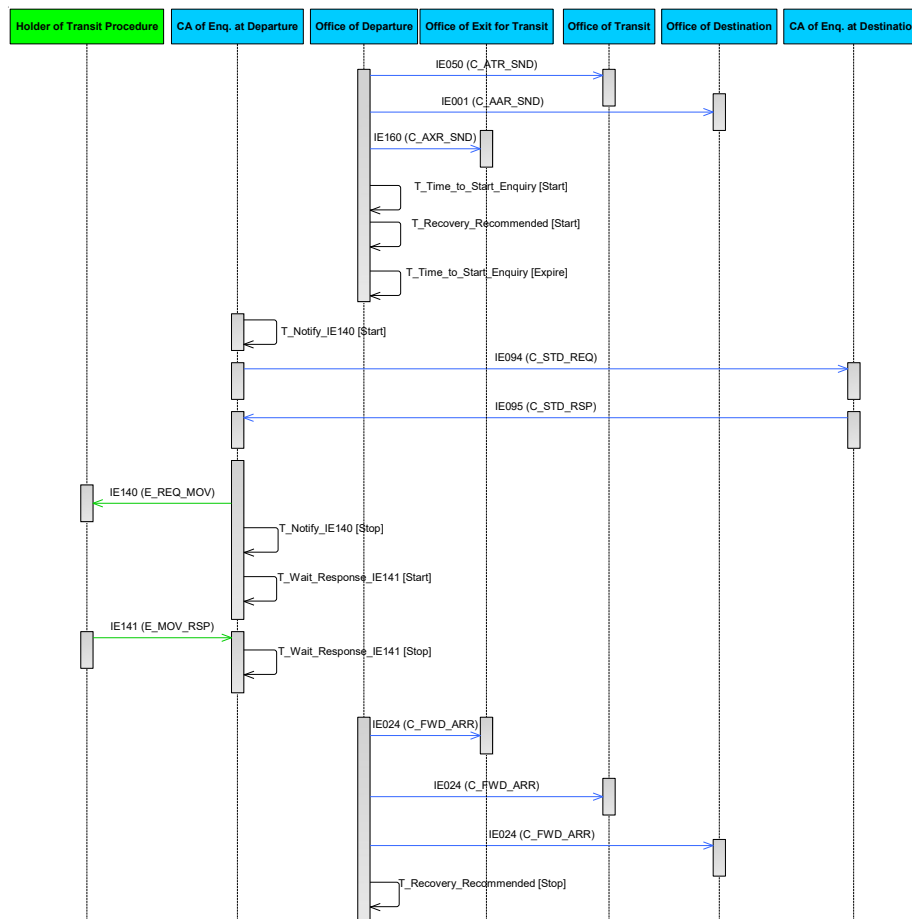 Holder of Transit Procedure
CA of Enq. at Departure
Office of Departure
Office of Exit for Transit
Office of Transit
Office of Destination
CA of Enq. at Destination
IE050 (C_ATR_SND)
IE001 (C_AAR_SND)
IE160 (C_AXR_SND)
T_Time_to_Start_Enquiry [Start]
T_Recovery_Recommended [Start]
T_Time_to_Start_Enquiry [Expire]
T_Notify_IE140 [Start]
IE094 (C_STD_REQ)
IE095 (C_STD_RSP)
IE140 (E_REQ_MOV)
T_Notify_IE140 [Stop]
T_Wait_Response_IE141 [Start]
IE141 (E_MOV_RSP)
T_Wait_Response_IE141 [Stop]
IE024 (C_FWD_ARR)
IE024 (C_FWD_ARR)
IE024 (C_FWD_ARR)
T_Recovery_Recommended [Stop]